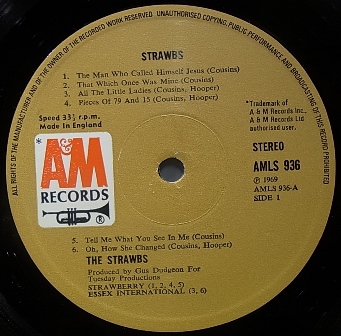 ALL RIGHTS OF THE MANUFACTURER AND OF THE OWNER OF THE RECORDED WORK RESERVED. UNAUTHORISED COPYING, PUBLIC PERFORMANCE AND BROADCASTING OF THIS RECORD PROHIBITED
STRAWBS
1. The Man Who Called Himself Jesus (Cousins)
2. That Which Once Was Mine (Cousins)
3. All The Little Ladies (Cousins, Hooper)
4. Pieces Of 79 And 15 (Cousins, Hooper)
Speed 33⅓ r.p.m.
Made in England
*Trademark of
A & M Records Inc.,
A & M Records Ltd
authorised user.
* A&M
RECORDS
®
STEREO
AMLS 936
℗ 1969
AMLS 936-A
SIDE 1
5. Tell Me What You See In Me (Cousins)
6. Oh, How She Changed (Cousins, Hooper)
THE STRAWBS
Produced by Gus Dudgeon For
Tuesday Productions
STRAWBERRY (1, 2, 4, 5)
ESSEX INTERNATIONAL (3, 6)